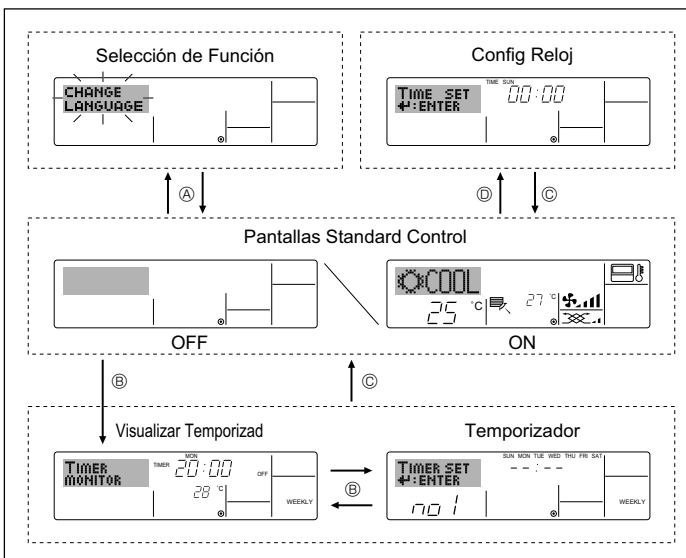 Selección de Función
CHANGE
LANGUAGE
Config Reloj
TIME SUN
TIME SET 00:00
↵:ENTER
Ⓐ
Ⓓ
Ⓒ
Pantallas Standard Control
COOL
25 °C 27 °C
OFF
ON
Ⓑ
Ⓒ
Visualizar Temporizad
MON
TIMER TIMER 20:00 OFF
MONITOR
28 °C
WEEKLY
Ⓑ
Temporizador
SUN MON TUE WED THU FRI SAT
TIMER SET --:--
↵:ENTER
no 1
WEEKLY